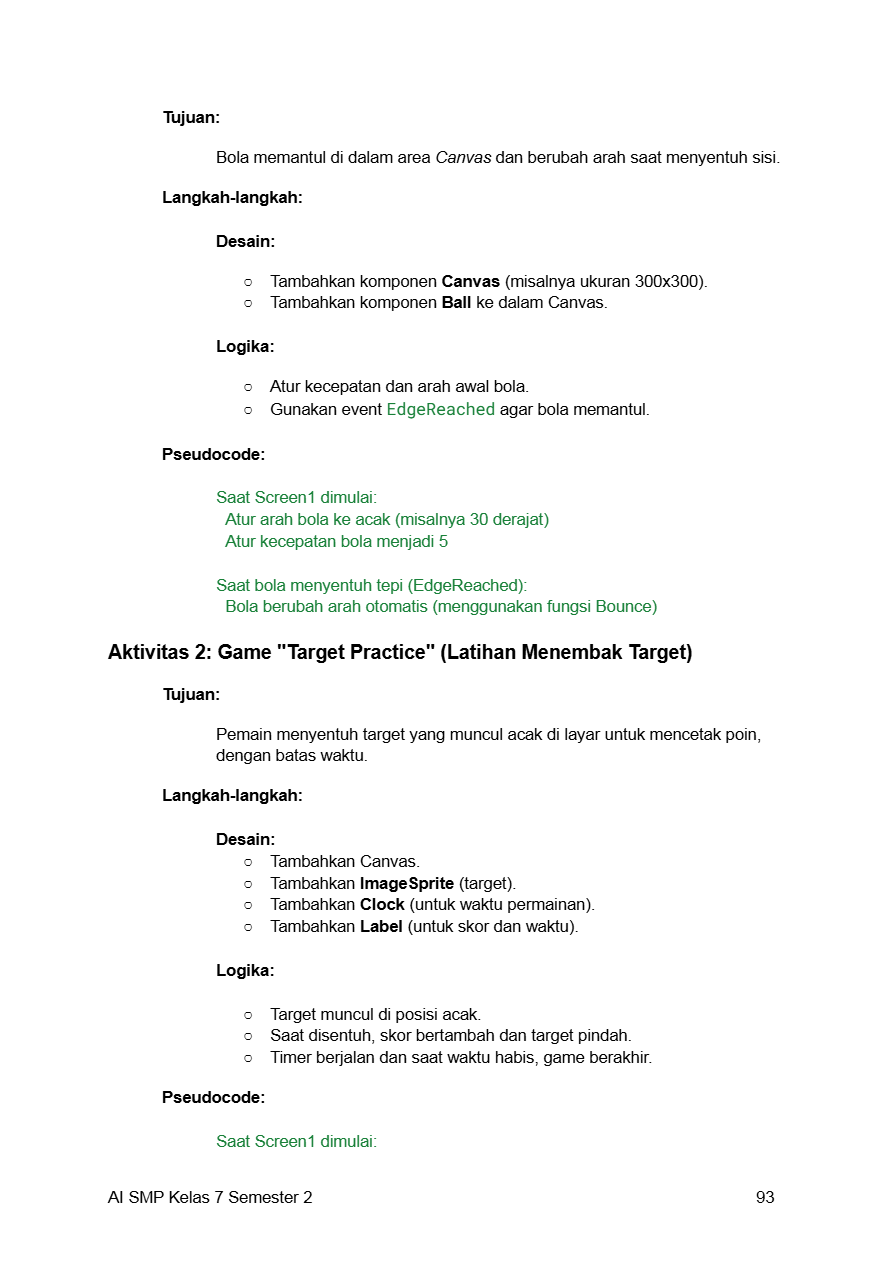 Tujuan:
Bola memantul di dalam area Canvas dan berubah arah saat menyentuh sisi.
Langkah-langkah:
Desain:
○ Tambahkan komponen Canvas (misalnya ukuran 300x300).
○ Tambahkan komponen Ball ke dalam Canvas.
Logika:
○ Atur kecepatan dan arah awal bola.
○ Gunakan event EdgeReached agar bola memantul.
Pseudocode:
Saat Screen1 dimulai:
Atur arah bola ke acak (misalnya 30 derajat)
Atur kecepatan bola menjadi 5
Saat bola menyentuh tepi (EdgeReached):
Bola berubah arah otomatis (menggunakan fungsi Bounce)
Aktivitas 2: Game "Target Practice" (Latihan Menembak Target)
Tujuan:
Pemain menyentuh target yang muncul acak di layar untuk mencetak poin,
dengan batas waktu.
Langkah-langkah:
Desain:
○ Tambahkan Canvas.
○ Tambahkan ImageSprite (target).
○ Tambahkan Clock (untuk waktu permainan).
○ Tambahkan Label (untuk skor dan waktu).
Logika:
○ Target muncul di posisi acak.
○ Saat disentuh, skor bertambah dan target pindah.
○ Timer berjalan dan saat waktu habis, game berakhir.
Pseudocode:
Saat Screen1 dimulai:
AI SMP Kelas 7 Semester 2 93